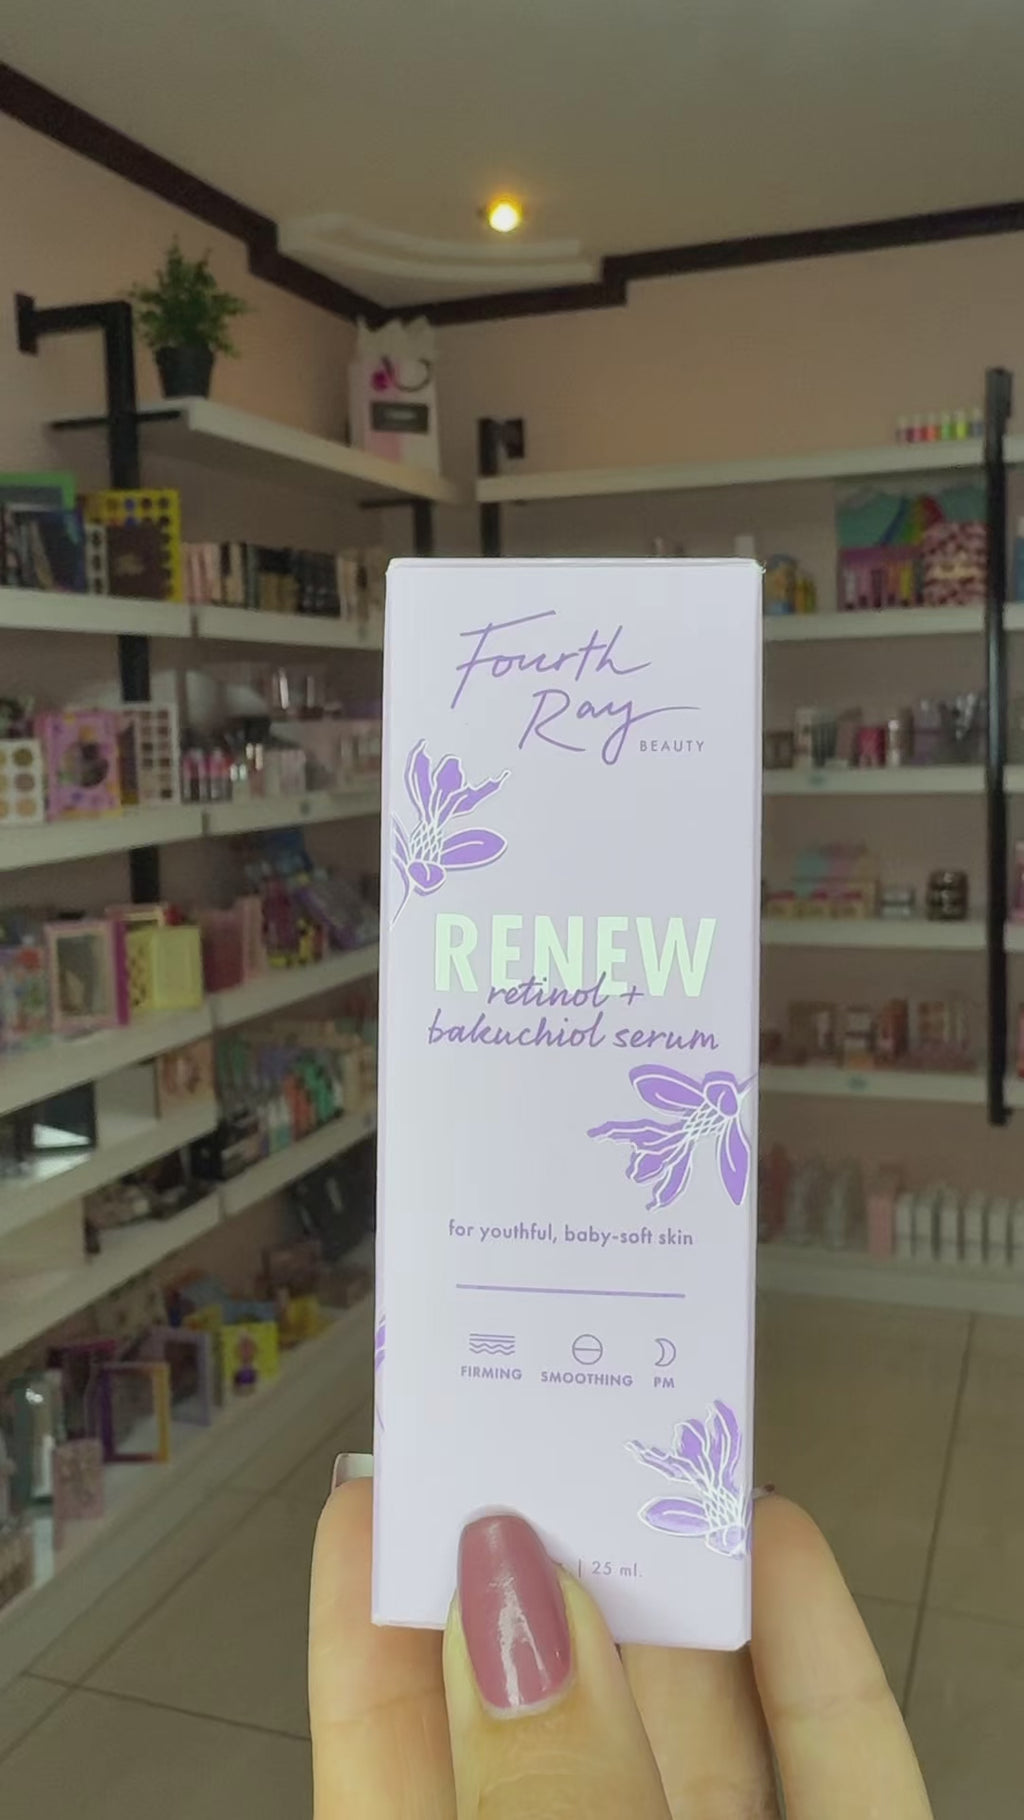 Fourth
Ray
BEAUTY
RENEW
retinol +
bakuchiol serum
for youthful, baby-soft skin
FIRMING SMOOTHING PM
| 25 ml.